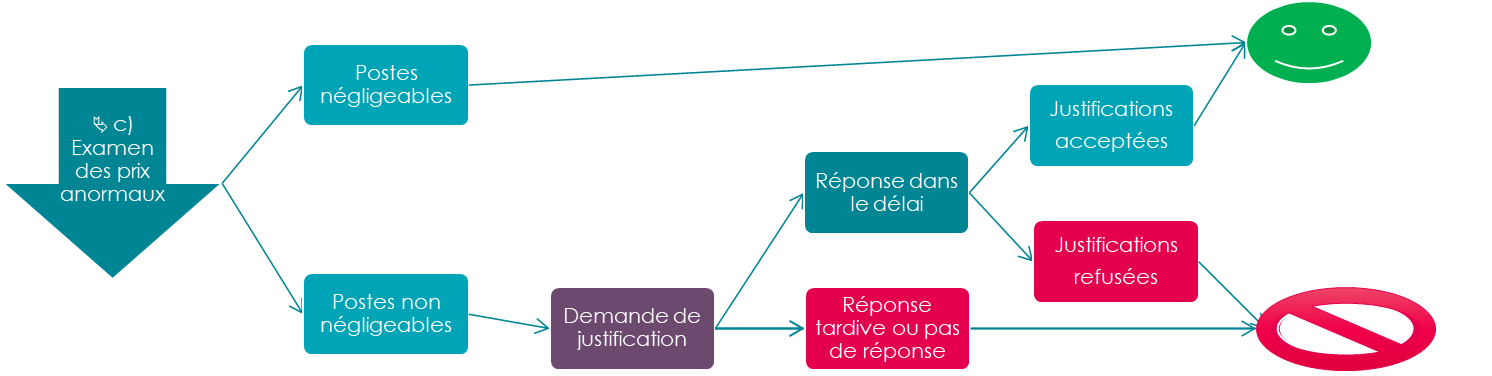 ⮱ c)
Examen
des prix
anormaux
Postes
négligeables
Postes non
négligeables
Demande de
justification
Réponse dans
le délai
Réponse
tardive ou pas
de réponse
Justifications
acceptées
Justifications
refusées